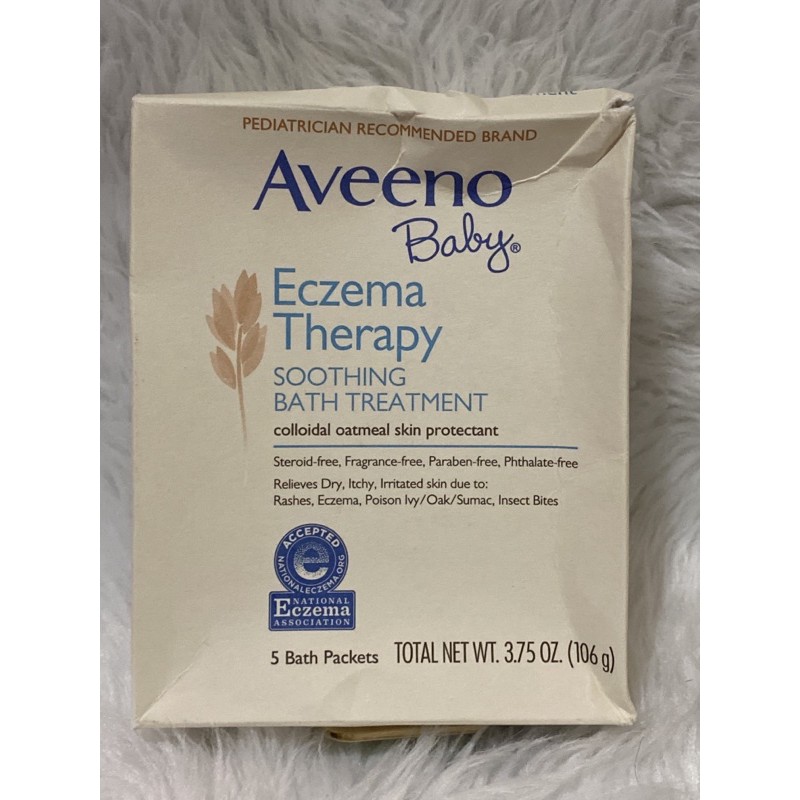 PEDIATRICIAN RECOMMENDED BRAND
Aveeno
Baby®
Eczema
Therapy
SOOTHING
BATH TREATMENT
colloidal oatmeal skin protectant
Steroid-free, Fragrance-free, Paraben-free, Phthalate-free
Relieves Dry, Itchy, Irritated skin due to:
Rashes, Eczema, Poison Ivy/Oak/Sumac, Insect Bites
ACCEPTED
e
NATIONALECZEMA.ORG
NATIONAL
Eczema
ASSOCIATION
5 Bath Packets TOTAL NET WT. 3.75 OZ. (106 g)